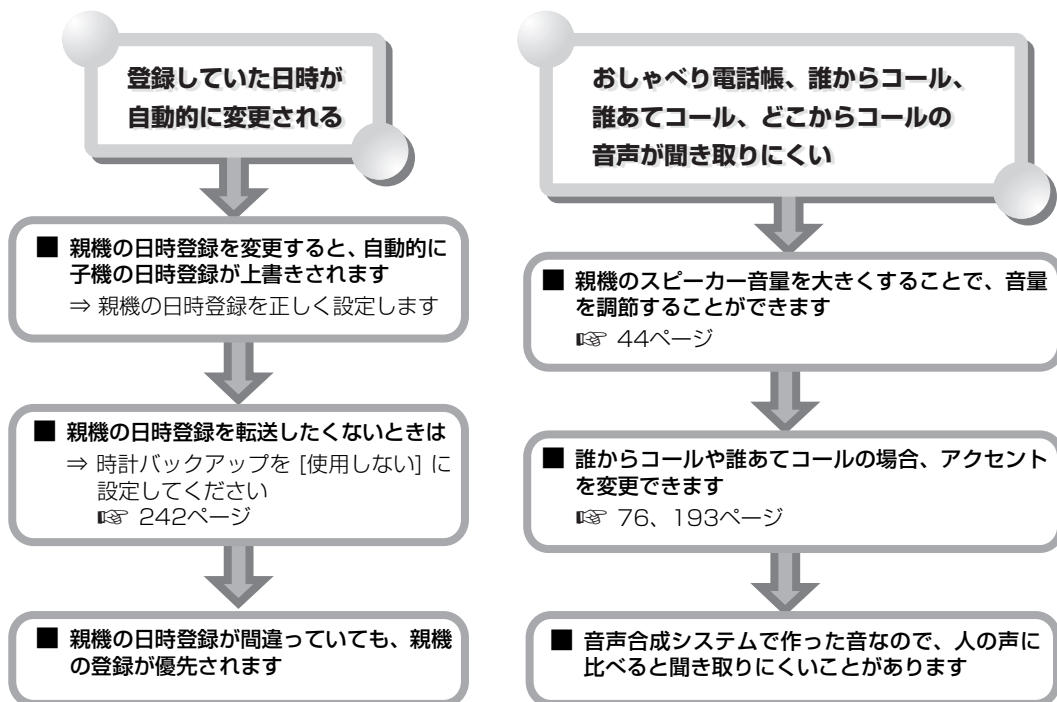 登録していた日時が
自動的に変更される
■ 親機の日時登録を変更すると、自動的に
子機の日時登録が上書きされます
⇒ 親機の日時登録を正しく設定します
■ 親機の日時登録を転送したくないときは
⇒ 時計バックアップを [使用しない] に
設定してください
☞ 242ページ
■ 親機の日時登録が間違っていても、親機
の登録が優先されます
おしゃべり電話帳、誰からコール、
誰あてコール、どこからコールの
音声が聞き取りにくい
■ 親機のスピーカー音量を大きくすることで、音量
を調節することができます
☞ 44ページ
■ 誰からコールや誰あてコールの場合、アクセント
を変更できます
☞ 76、193ページ
■ 音声合成システムで作った音なので、人の声に
比べると聞き取りにくいことがあります